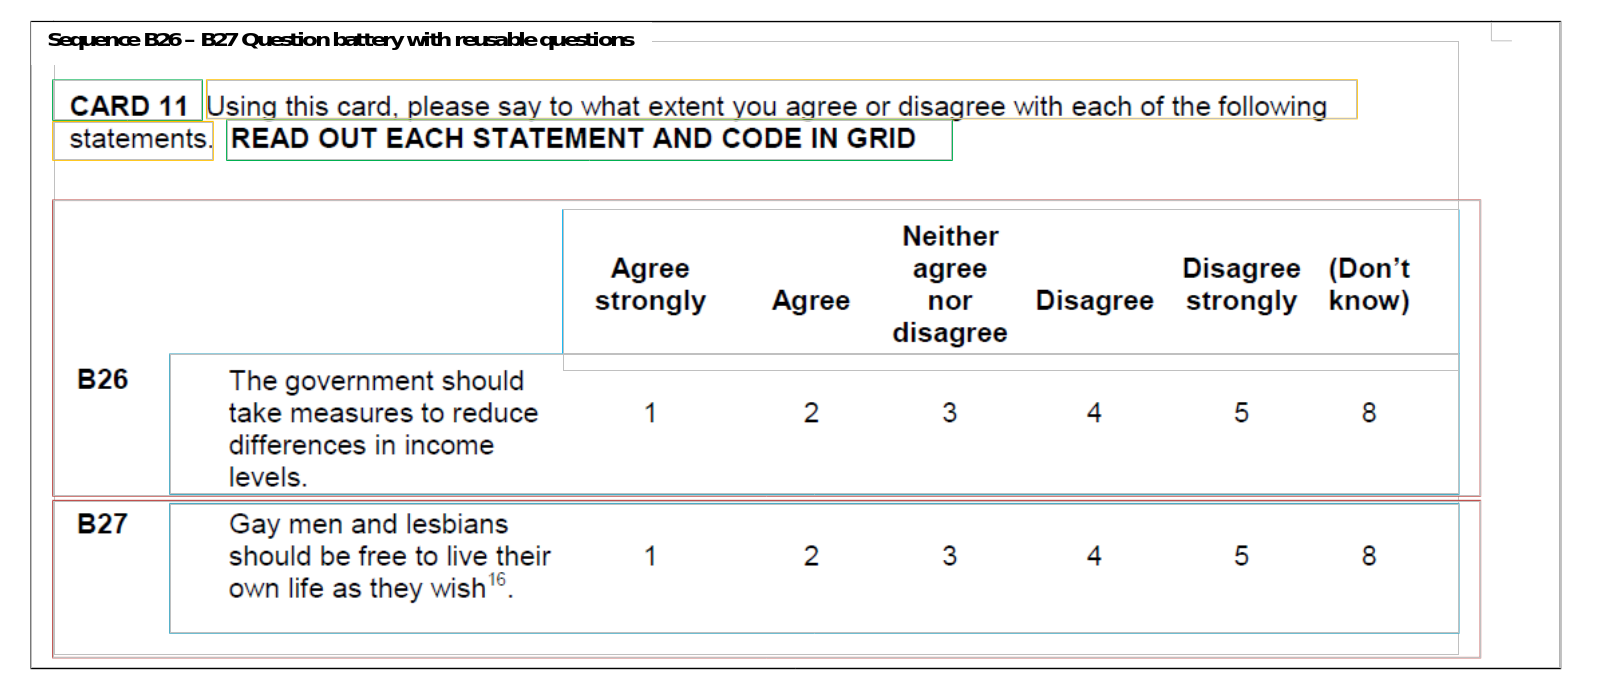 Sequence B26 – B27 Question battery with reusable questions
CARD 11 Using this card, please say to what extent you agree or disagree with each of the following
statements. READ OUT EACH STATEMENT AND CODE IN GRID
Agree strongly Agree Neither agree nor disagree Disagree Disagree strongly (Don't know)
B26 The government should
take measures to reduce 1 2 3 4 5 8
differences in income
levels.
B27 Gay men and lesbians
should be free to live their 1 2 3 4 5 8
own life as they wish16.